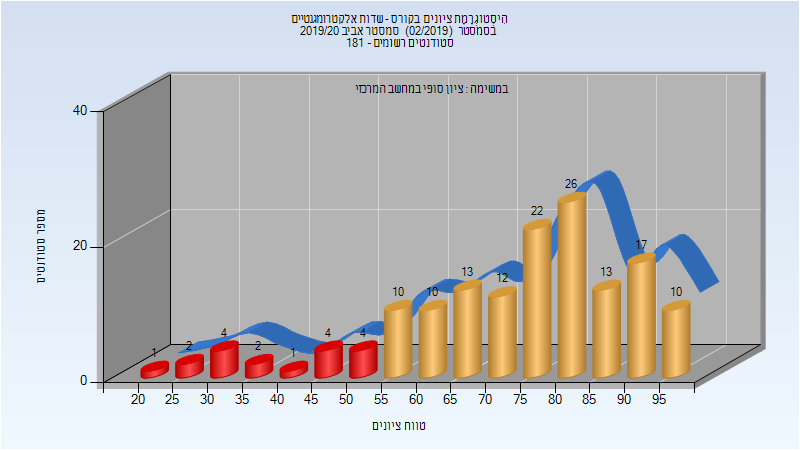 היסטוגרמת ציונים בקורס - שדות אלקטרומגנטיים
בסמסטר (02/2019) סמסטר אביב 2019/20
סטודנטים רשומים - 181
במשימה : ציון סופי במחשב המרכזי
מספר סטודנטים
40
20
0
1 2 4 2 1 4 4 10 10 13 12 22 26 13 17 10
20 25 30 35 40 45 50 55 60 65 70 75 80 85 90 95
טווח ציונים